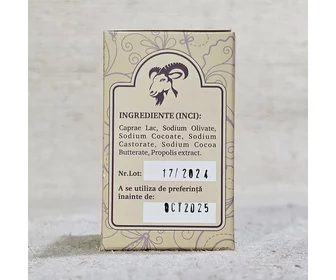 INGREDIENTE (INCI):
Caprae Lac, Sodium Olivate,
Sodium Cocoate, Sodium
Castorate, Sodium Cocoa
Butterate, Propolis extract.
Nr.Lot: 17/2024
A se utiliza de preferință
înainte de:
OCT2025